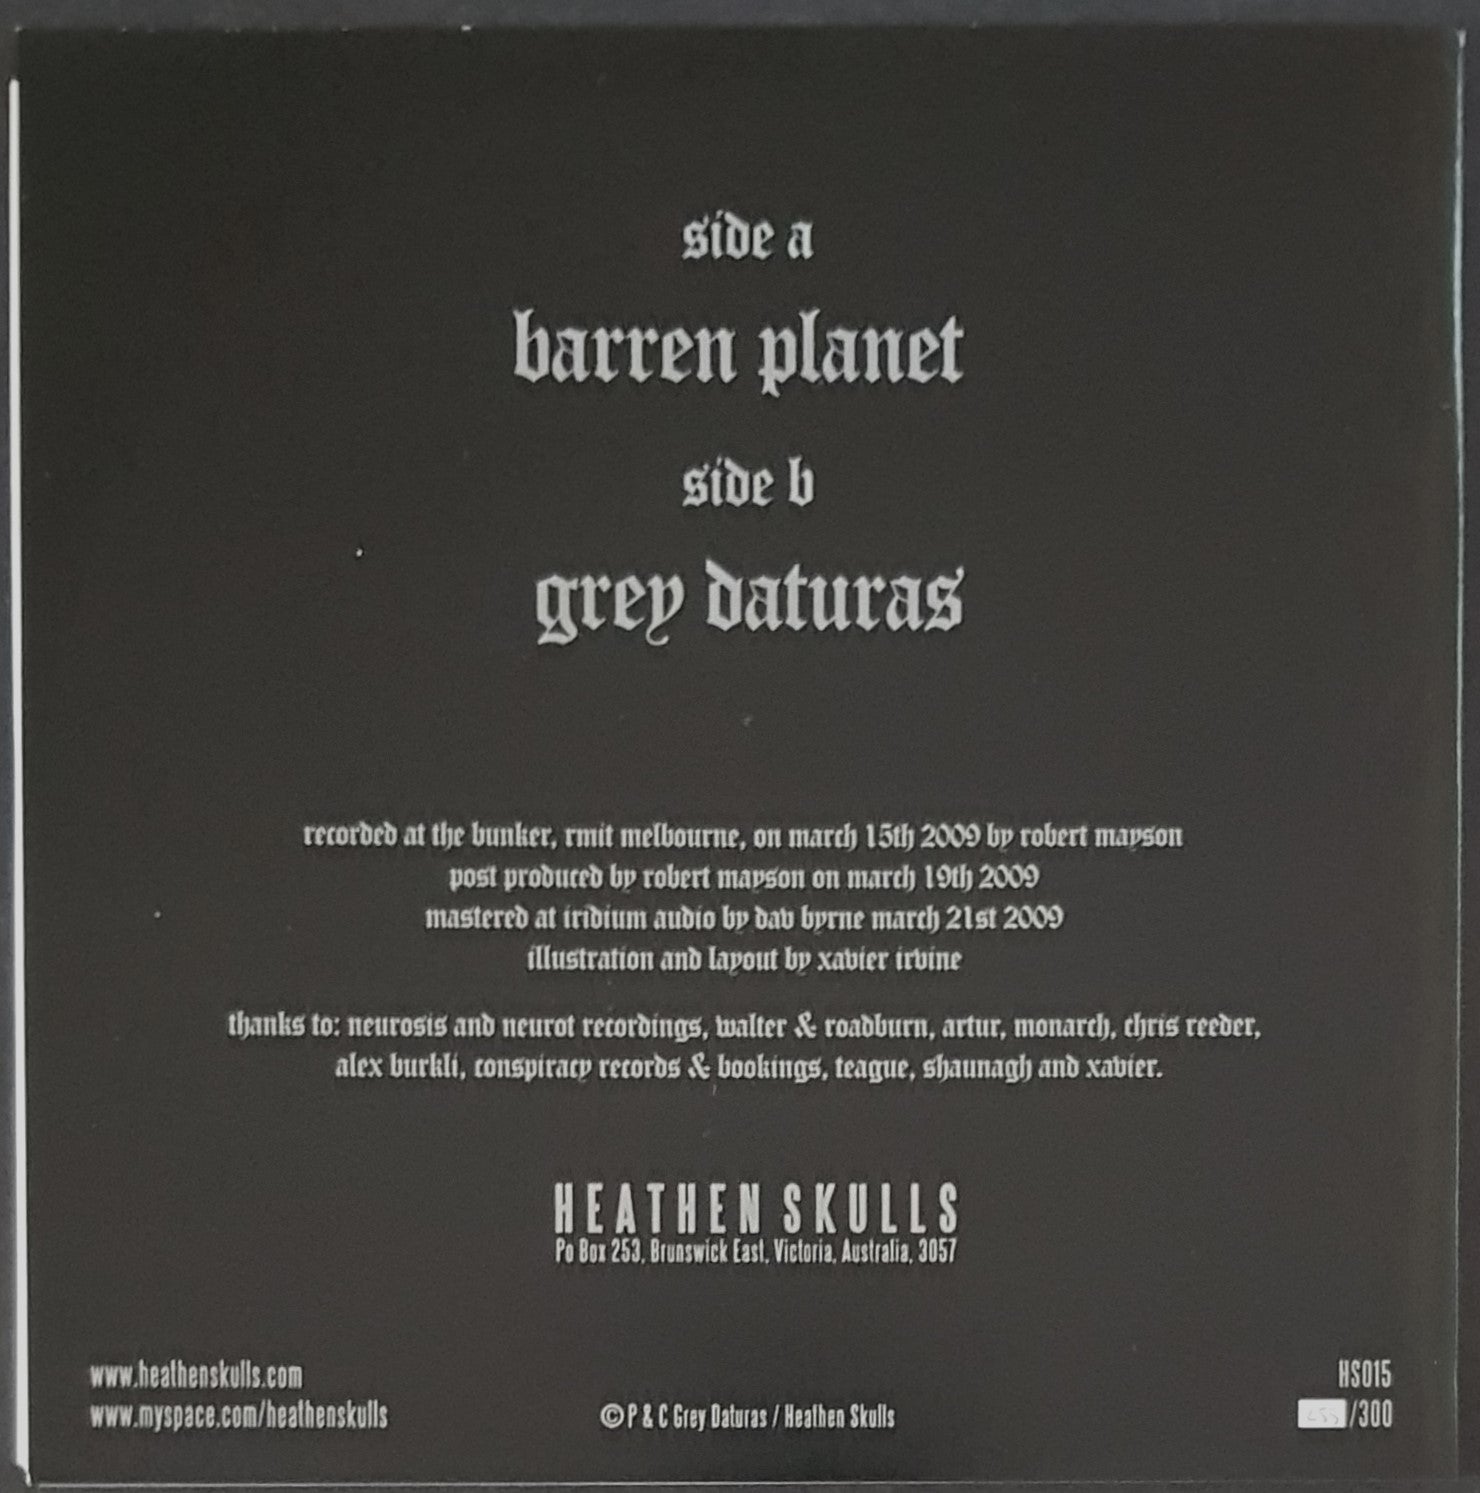 side a
barren planet
side b
grey daturas
recorded at the bunker, rmit melbourne, on march 15th 2009 by robert mayson
post produced by robert mayson on march 19th 2009
mastered at iridium audio by dav byrne march 21st 2009
illustration and layout by xavier irvine
thanks to: neurosis and neurot recordings, walter & roadburn, artur, monarch, chris reeder,
alex burkli, conspiracy records & bookings, teague, shaunagh and xavier.
HEATHEN SKULLS
Po Box 253, Brunswick East, Victoria, Australia, 3057
www.heathenskulls.com
www.myspace.com/heathenskulls
©P & C Grey Daturas / Heathen Skulls
HS015
/300